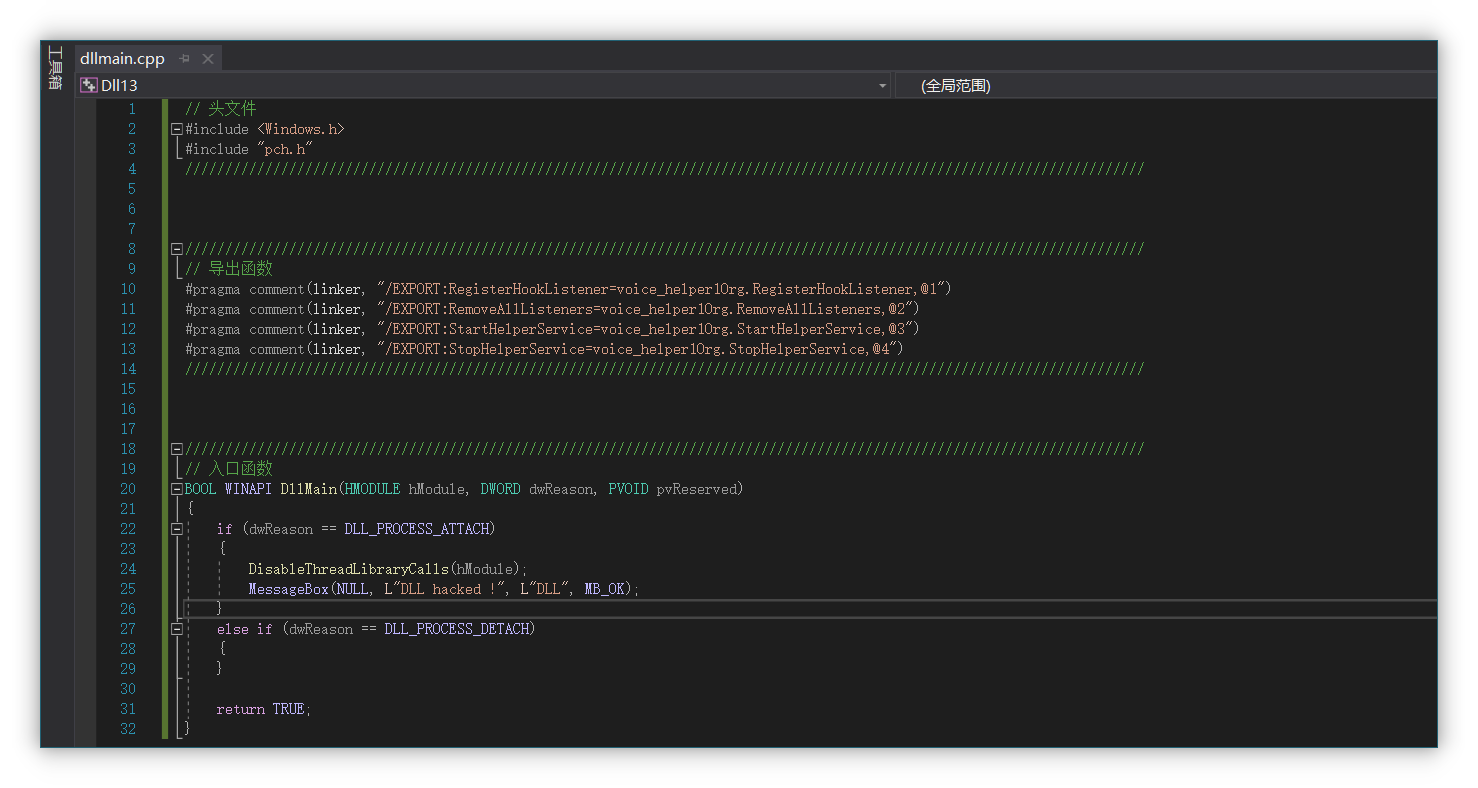 工具箱
dllmain.cpp
Dll13
(全局范围)
1 // 头文件
2 #include <Windows.h>
3 #include "pch.h"
4 ////////////////////////////////////////////////////////////////////////////////////////////////////////////////////////
5
6
7
8 ////////////////////////////////////////////////////////////////////////////////////////////////////////////////////////
9 // 导出函数
10 #pragma comment(linker, "/EXPORT:RegisterHookListener=voice_helper1Org.RegisterHookListener,@1")
11 #pragma comment(linker, "/EXPORT:RemoveAllListeners=voice_helper1Org.RemoveAllListeners,@2")
12 #pragma comment(linker, "/EXPORT:StartHelperService=voice_helper1Org.StartHelperService,@3")
13 #pragma comment(linker, "/EXPORT:StopHelperService=voice_helper1Org.StopHelperService,@4")
14 ////////////////////////////////////////////////////////////////////////////////////////////////////////////////////////
15
16
17
18 ////////////////////////////////////////////////////////////////////////////////////////////////////////////////////////
19 // 入口函数
20 BOOL WINAPI DllMain(HMODULE hModule, DWORD dwReason, PVOID pvReserved)
21 {
22 if (dwReason == DLL_PROCESS_ATTACH)
23 {
24 DisableThreadLibraryCalls(hModule);
25 MessageBox(NULL, L"DLL hacked !", L"DLL", MB_OK);
26 }
27 else if (dwReason == DLL_PROCESS_DETACH)
28 {
29 }
30
31 return TRUE;
32 }